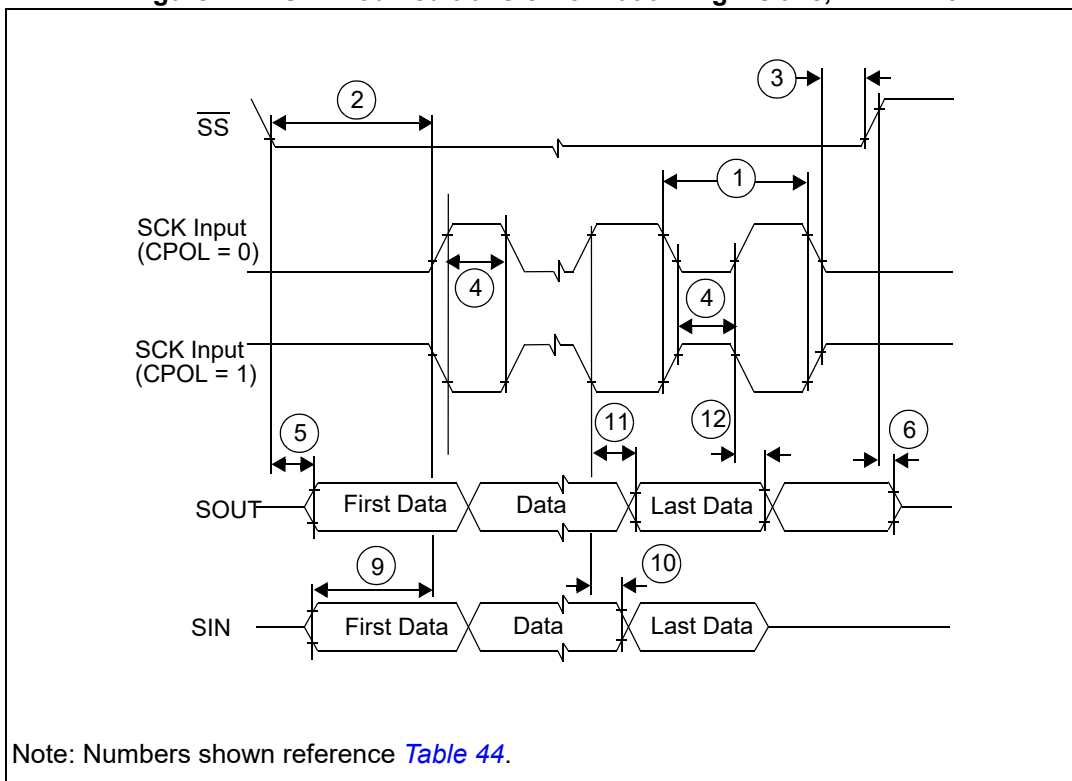 3
2
SS
1
SCK Input
(CPOL = 0)
4
4
SCK Input
(CPOL = 1)
5
11
12
6
SOUT
First Data
Data
Last Data
9
10
SIN
First Data
Data
Last Data
Note: Numbers shown reference Table 44.